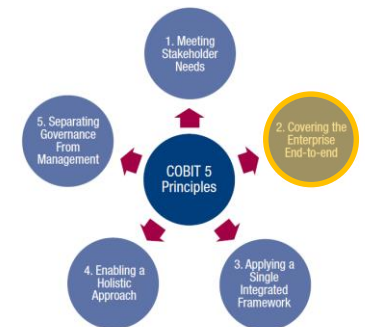 1. Meeting
Stakeholder
Needs
2. Covering the
Enterprise
End-to-end
3. Applying a
Single
Integrated
Framework
4. Enabling a
Holistic
Approach
5. Separating
Governance
From
Management
COBIT 5
Principles